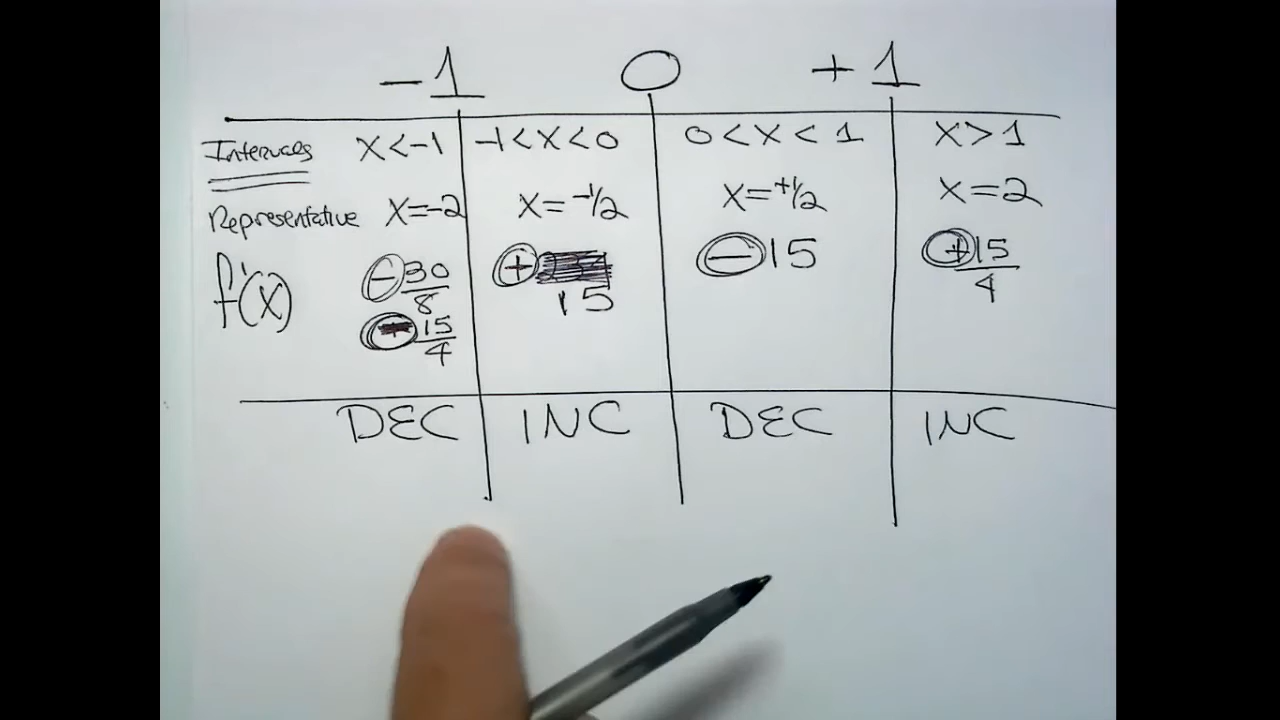 -1 0 +1
Intervals x<-1 -1<x<0 0<x<1 x>1
Representative x=-2 x=-1/2 x=+1/2 x=2
f'(x) -30/8 + 15 -15 +15/4
-15/4
DEC INC DEC INC